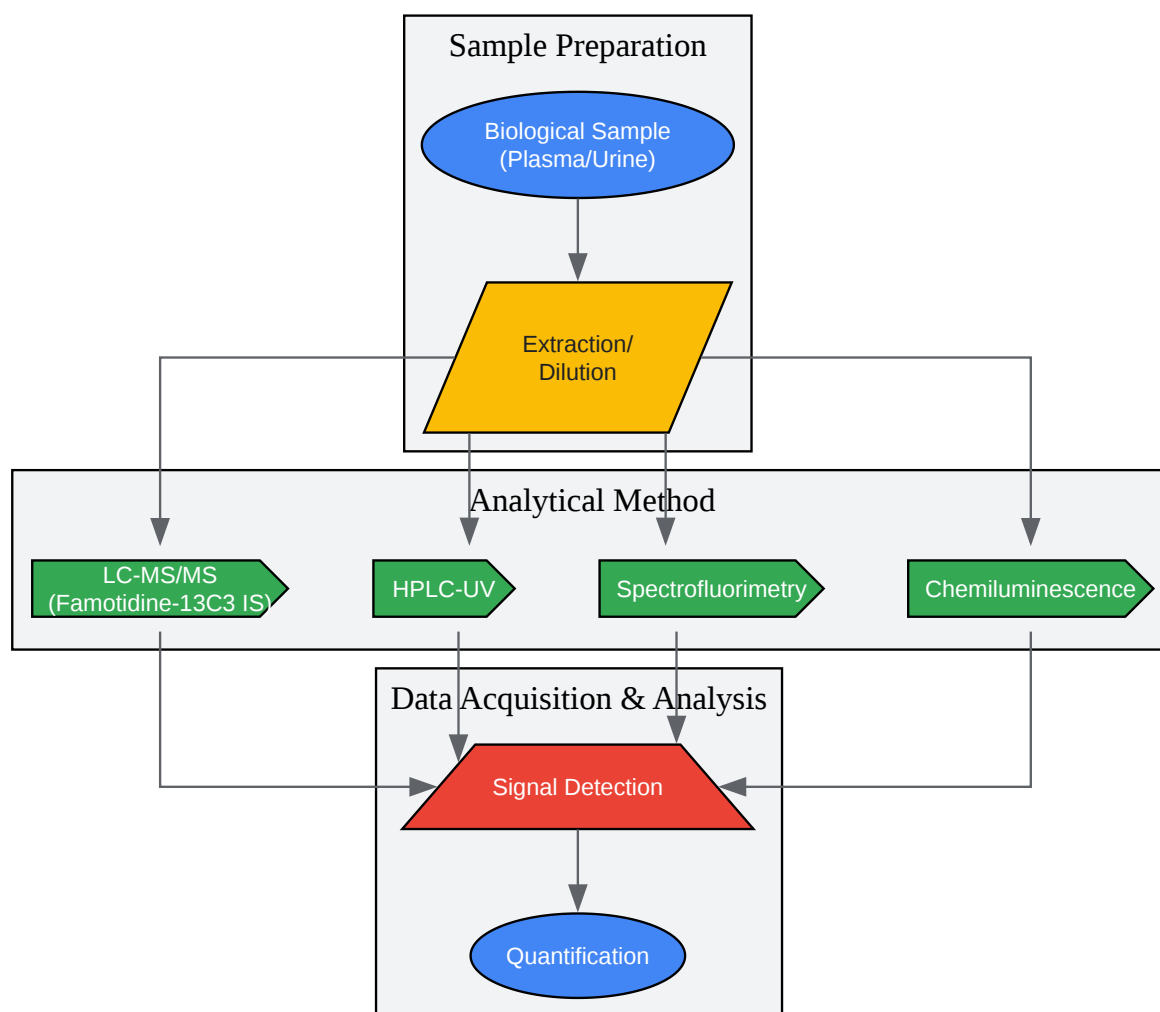 Sample Preparation
Biological Sample
(Plasma/Urine)
Extraction/
Dilution
Analytical Method
LC-MS/MS
(Famotidine-13C3 IS)
HPLC-UV
Spectrofluorimetry
Chemiluminescence
Data Acquisition & Analysis
Signal Detection
Quantification